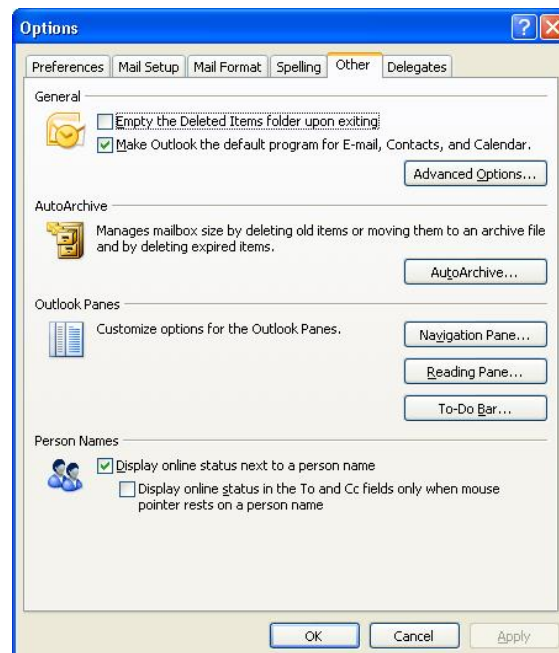 Options
Preferences Mail Setup Mail Format Spelling Other Delegates
General
Empty the Deleted Items folder upon exiting
Make Outlook the default program for E-mail, Contacts, and Calendar.
Advanced Options...
AutoArchive
Manages mailbox size by deleting old items or moving them to an archive file
and by deleting expired items.
AutoArchive...
Outlook Panes
Customize options for the Outlook Panes.
Navigation Pane...
Reading Pane...
To-Do Bar...
Person Names
Display online status next to a person name
Display online status in the To and Cc fields only when mouse
pointer rests on a person name
OK Cancel Apply